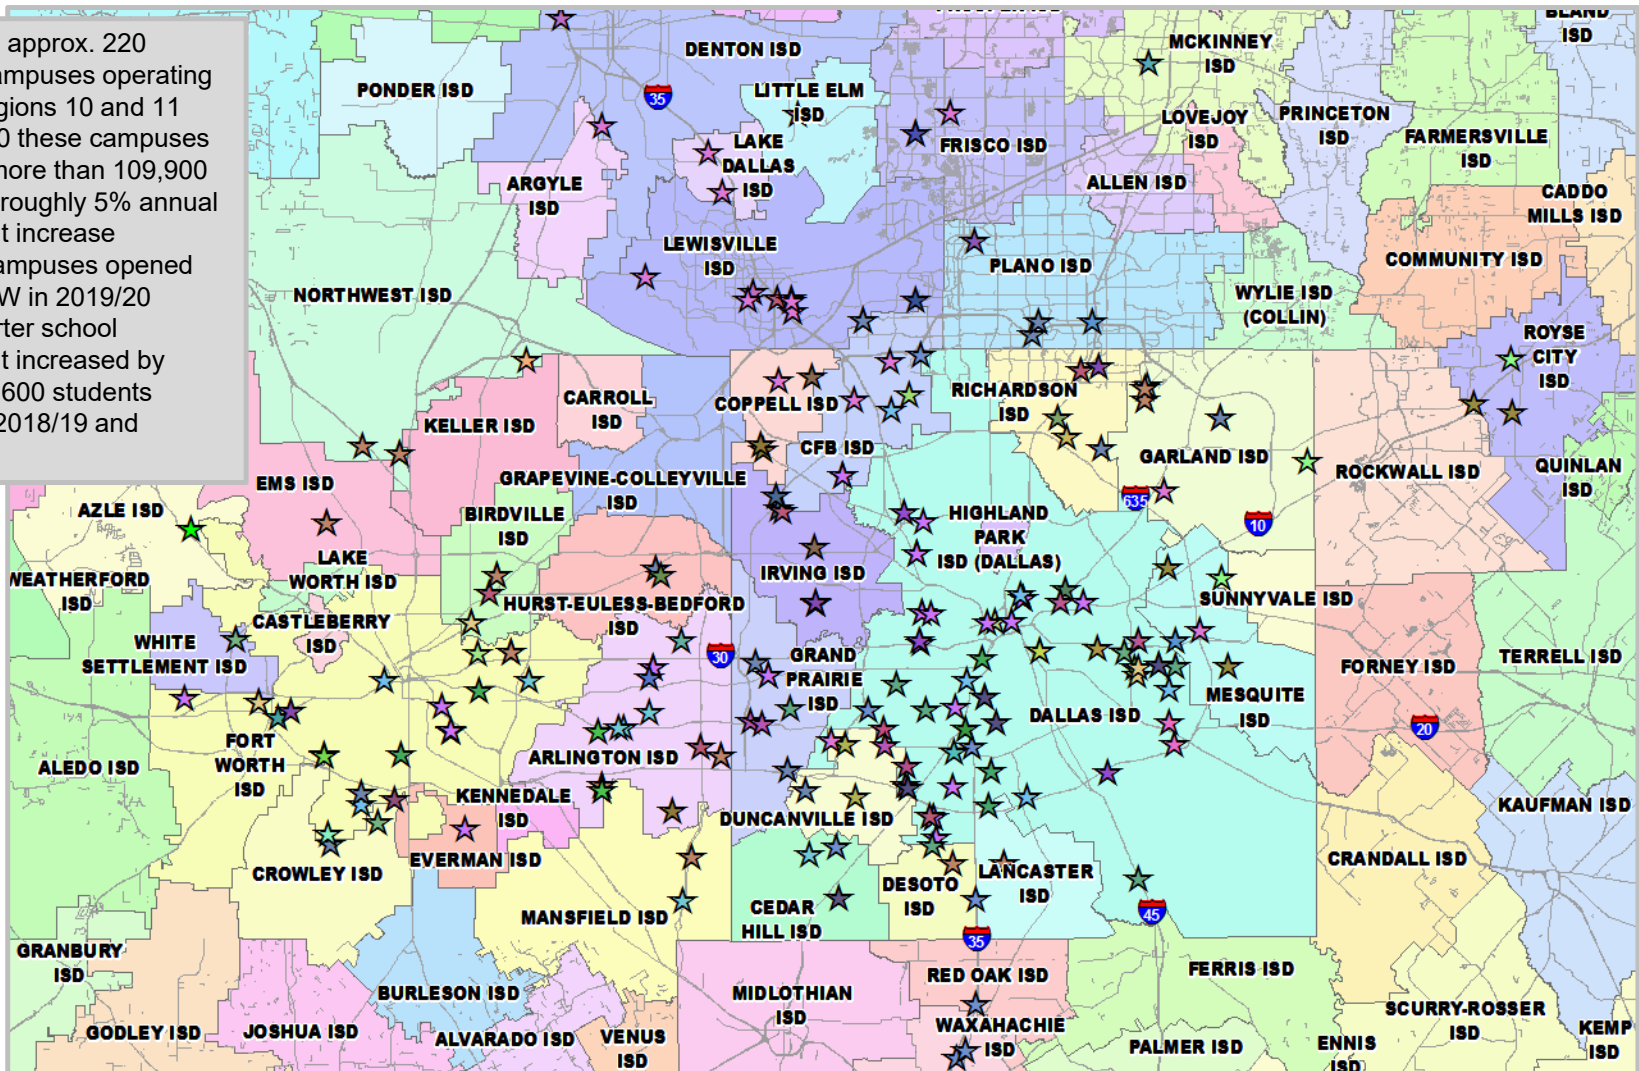 approx. 220
ampuses operating
gions 10 and 11
0 these campuses
more than 109,900
roughly 5% annual
t increase
ampuses opened
W in 2019/20
rter school
t increased by
,600 students
2018/19 and
BLAND
ISD
DENTON ISD
MCKINNEY
ISD
PONDER ISD
35
LITTLE ELM
ISD
LAKE
DALLAS
ISD
FRISCO ISD
LOVEJOY
ISD
PRINCETON
ISD
FARMERSVILLE
ISD
ARGYLE
ISD
ALLEN ISD
CADDO
MILLS ISD
LEWISVILLE
ISD
PLANO ISD
COMMUNITY ISD
NORTHWEST ISD
WYLIE ISD
(COLLIN)
ROYSE
CITY
ISD
CARROLL
ISD
COPPELL ISD
RICHARDSON
ISD
KELLER ISD
CFB ISD
GARLAND ISD
ROCKWALL ISD
QUINLAN
ISD
EMS ISD
GRAPEVINE-COLLEYVILLE
ISD
635
AZLE ISD
BIRDVILLE
ISD
HIGHLAND
PARK
ISD (DALLAS)
10
LAKE
WORTH ISD
IRVING ISD
WEATHERFORD
ISD
HURST-EULESS-BEDFORD
ISD
SUNNYVALE ISD
CASTLEBERRY
ISD
WHITE
SETTLEMENT ISD
30
GRAND
PRAIRIE
ISD
FORNEY ISD
TERRELL ISD
MESQUITE
ISD
DALLAS ISD
20
FORT
WORTH
ISD
ALEDO ISD
ARLINGTON ISD
KENNEDALE
ISD
KAUFMAN ISD
DUNCANVILLE ISD
EVERMAN ISD
CROWLEY ISD
CRANDALL ISD
LANCASTER
ISD
DESOTO
ISD
MANSFIELD ISD
CEDAR
HILL ISD
45
35
GRANBURY
ISD
RED OAK ISD
FERRIS ISD
BURLESON ISD
MIDLOTHIAN
ISD
SCURRY-ROSSER
ISD
GODLEY ISD
JOSHUA ISD
ALVARADO ISD
VENUS
ISD
WAXAHACHIE
ISD
PALMER ISD
ENNIS
ISD
KEMP
ISD